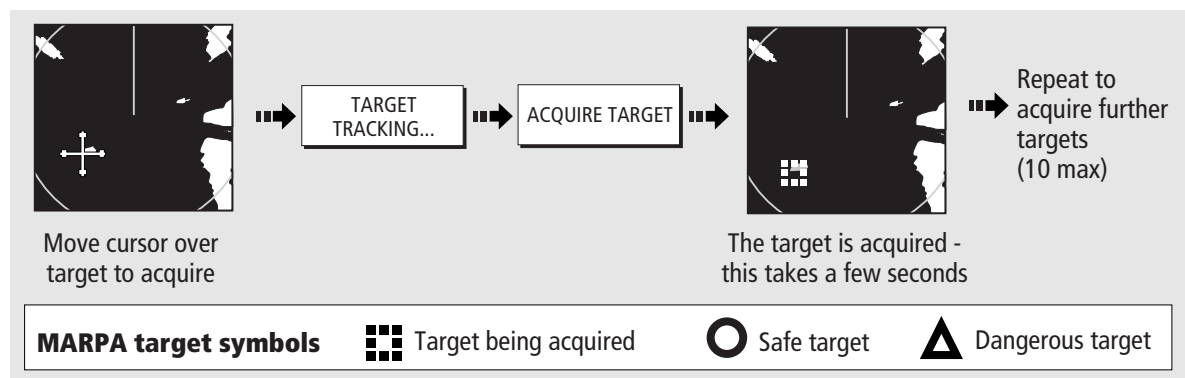 Move cursor over
target to acquire
TARGET
TRACKING...
ACQUIRE TARGET
The target is acquired -
this takes a few seconds
Repeat to
acquire further
targets
(10 max)
MARPA target symbols
Target being acquired
Safe target
Dangerous target